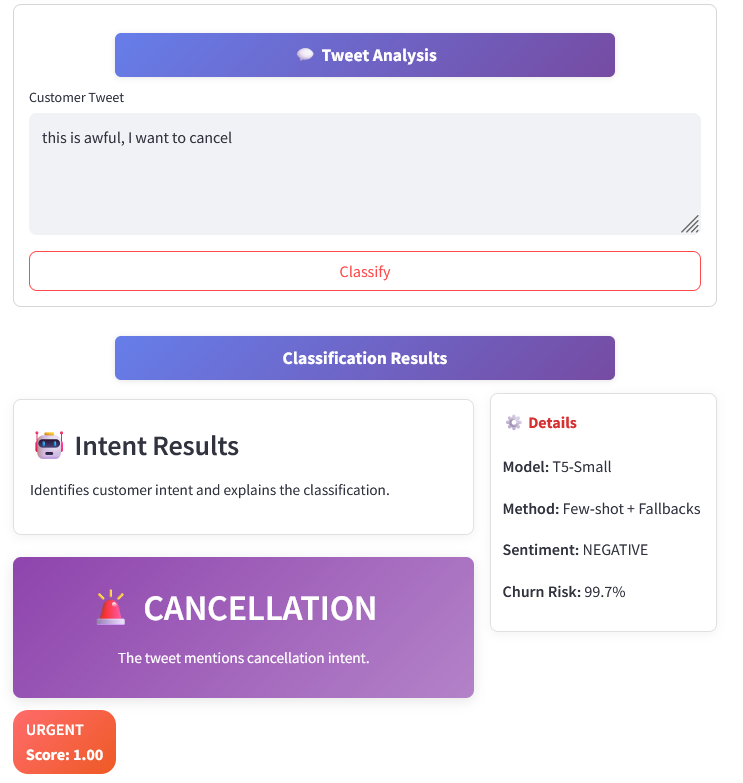 Tweet Analysis
Customer Tweet
this is awful, I want to cancel
Classify
Classification Results
Intent Results
Identifies customer intent and explains the classification.
CANCELLATION
The tweet mentions cancellation intent.
URGENT
Score: 1.00
Details
Model: T5-Small
Method: Few-shot + Fallbacks
Sentiment: NEGATIVE
Churn Risk: 99.7%